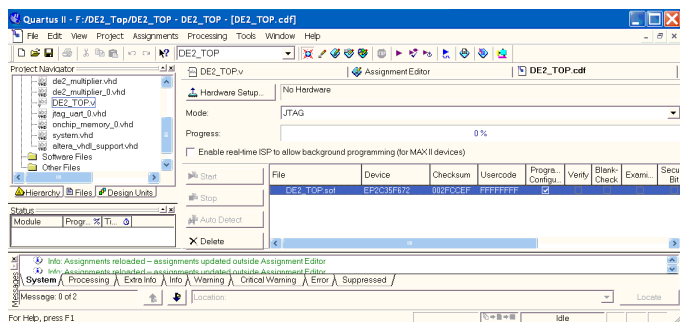 Quartus II - F:/DE2_Top/DE2_TOP - DE2_TOP - [DE2_TOP.cdf]
File Edit View Project Assignments Processing Tools Window Help
DE2_TOP
Project Navigator
de2_multiplier.vhd
de2_multiplier_0.vhd
DE2_TOP.v
jtag_uart_0.vhd
onchip_memory_0.vhd
system.vhd
altera_vhdl_support.vhd
Software Files
Other Files
Hierarchy Files Design Units
Status
Module Progr... % Ti...
DE2_TOP.v Assignment Editor DE2_TOP.cdf
Hardware Setup... No Hardware
Mode: JTAG
Progress: 0 %
Enable real-time ISP to allow background programming (for MAX II devices)
Start
Stop
Auto Detect
Delete
File Device Checksum Usercode Progra... Configu... Verify Blank- Check Exami... Secu Bit
DE2_TOP.sof EP2C35F672 002FCCEF FFFFFFFF
Messages
Info: Assignments reloaded -- assignments updated outside Assignment Editor
Info: Assignments reloaded -- assignments updated outside Assignment Editor
System Processing Extra Info Info Warning Critical Warning Error Suppressed
Message: 0 of 2 Location: Locate
For Help, press F1 Idle